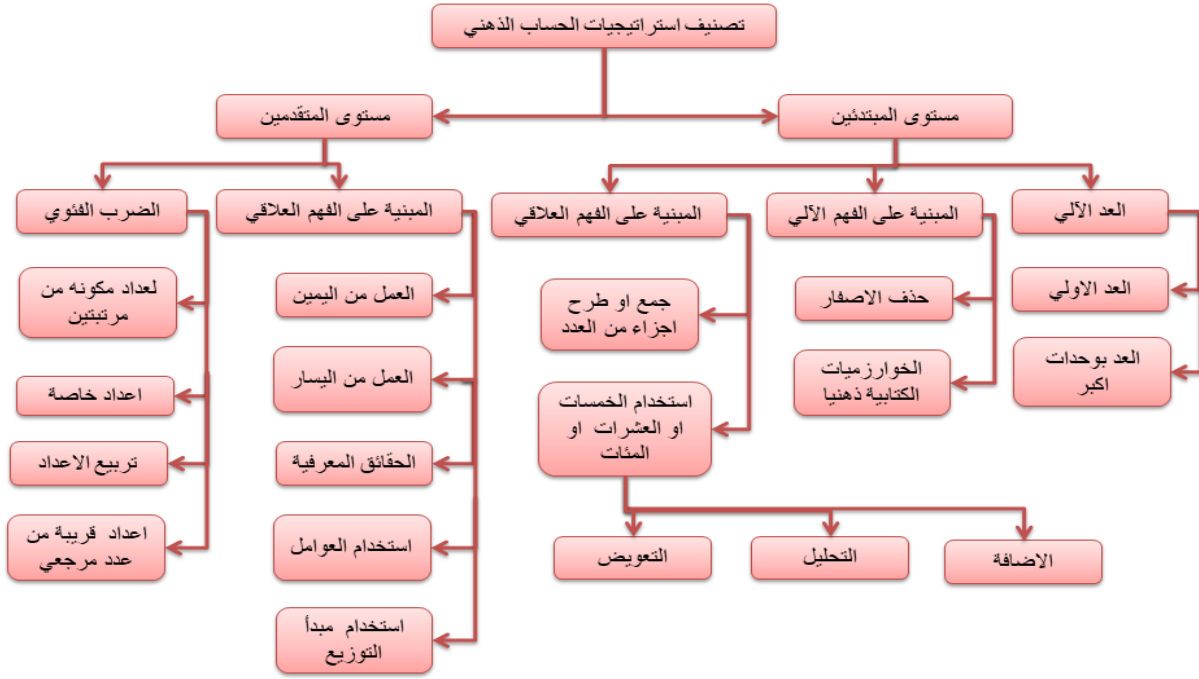 تصنيف استراتيجيات الحساب الذهني
مستوى المبتدئين
مستوى المتقدمين
العد الآلي
المبنية على الفهم الآلي
المبنية على الفهم العلاقي
المبنية على الفهم العلاقي
الضرب الفئوي
العد الاولي
العد بوحدات
اكبر
حذف الاصفار
الخوارزميات
الكتابية ذهنيا
جمع او طرح
اجزاء من العدد
استخدام الخمسات
او العشرات او
المئات
الاضافة
التحليل
التعويض
العمل من اليمين
العمل من اليسار
الحقائق المعرفية
استخدام العوامل
استخدام مبدأ
التوزيع
لعداد مكونه من
مرتبتين
اعداد خاصة
تربيع الاعداد
اعداد قريبة من
عدد مرجعي